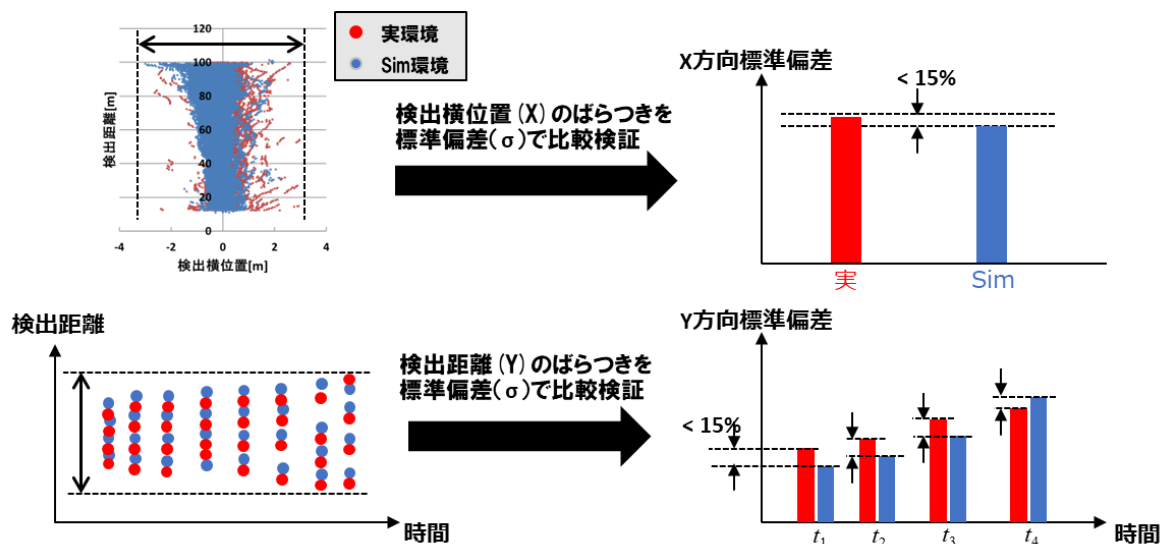 120
100
80
60
40
20
0
-4
-2
0
2
4
検出距離[m]
検出横位置[m]
実環境
Sim環境
検出横位置(X)のばらつきを
標準偏差(σ)で比較検証
X方向標準偏差
< 15%
実
Sim
検出距離
時間
検出距離(Y)のばらつきを
標準偏差(σ)で比較検証
Y方向標準偏差
< 15%
t1
t2
t3
t4
時間